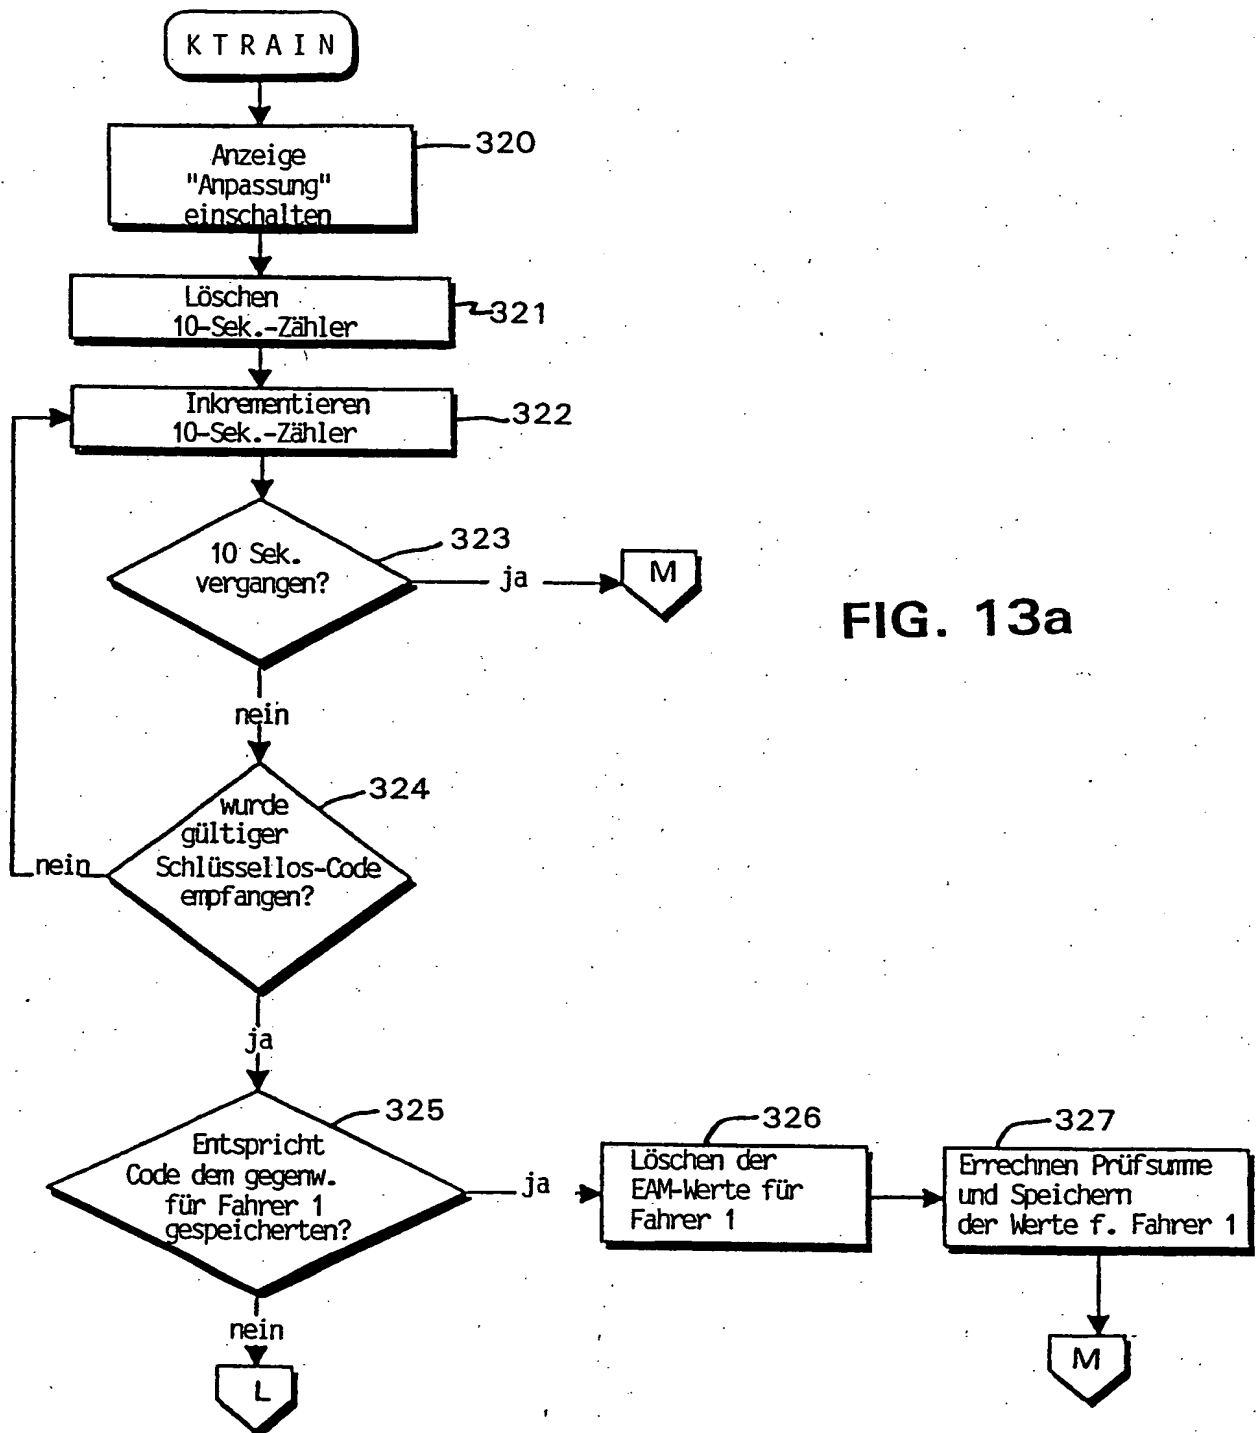 KTRAIN
320
Anzeige
"Anpassung"
einschalten
Löschen
10-Sek.-Zähler
321
Inkrementieren
10-Sek.-Zähler
322
10 Sek.
vergangen?
323
ja
M
FIG. 13a
nein
324
wurde
gültiger
Schlüssellos-Code
empfangen?
nein
ja
325
Entspricht
Code dem gegenw.
für Fahrer 1
gespeicherten?
ja
326
Löschen der
EAM-Werte für
Fahrer 1
327
Errechnen Prüfsumme
und Speichern
der Werte f. Fahrer 1
nein
L
M